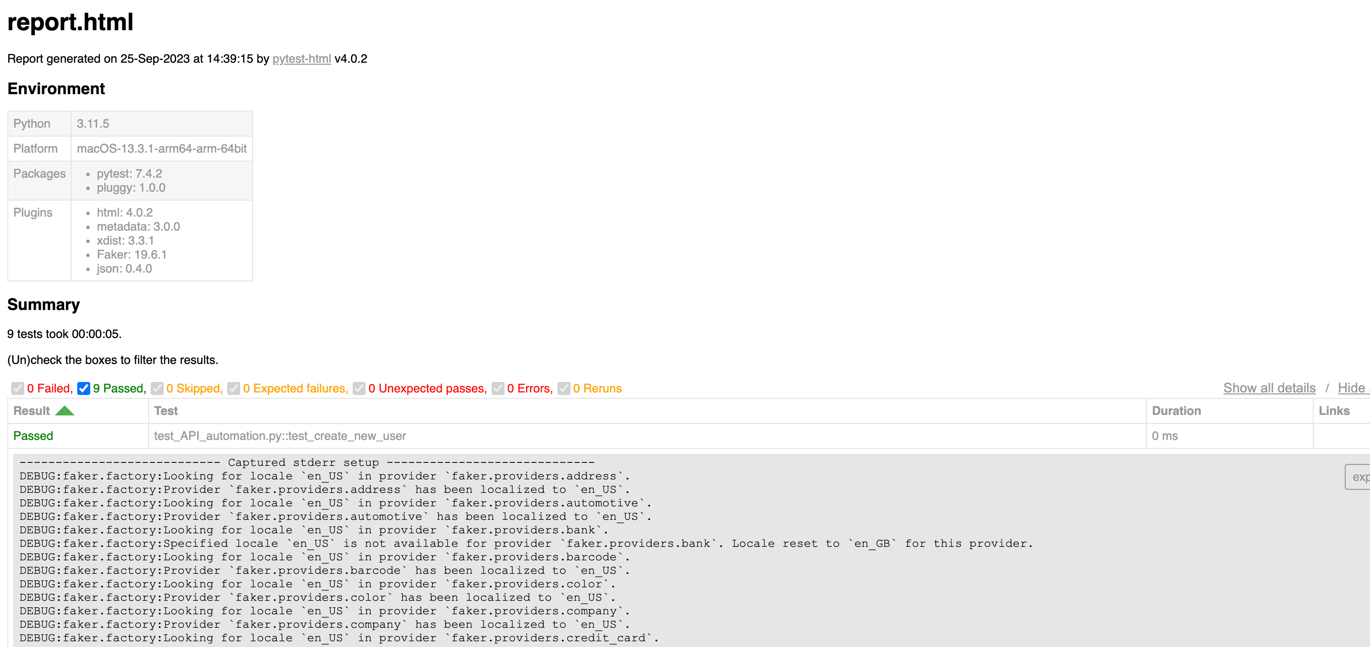 report.html
Report generated on 25-Sep-2023 at 14:39:15 by pytest-html v4.0.2
Environment
Python 3.11.5
Platform macOS-13.3.1-arm64-arm-64bit
Packages
• pytest: 7.4.2
• pluggy: 1.0.0
Plugins
• html: 4.0.2
• metadata: 3.0.0
• xdist: 3.3.1
• Faker: 19.6.1
• json: 0.4.0
Summary
9 tests took 00:00:05.
(Un)check the boxes to filter the results.
0 Failed, 9 Passed, 0 Skipped, 0 Expected failures, 0 Unexpected passes, 0 Errors, 0 Reruns Show all details / Hide
Result Test Duration Links
Passed test_API_automation.py::test_create_new_user 0 ms
---------------------------- Captured stderr setup -----------------------------
exp
DEBUG:faker.factory:Looking for locale `en_US` in provider `faker.providers.address`.
DEBUG:faker.factory:Provider `faker.providers.address` has been localized to `en_US`.
DEBUG:faker.factory:Looking for locale `en_US` in provider `faker.providers.automotive`.
DEBUG:faker.factory:Provider `faker.providers.automotive` has been localized to `en_US`.
DEBUG:faker.factory:Looking for locale `en_US` in provider `faker.providers.bank`.
DEBUG:faker.factory:Specified locale `en_US` is not available for provider `faker.providers.bank`. Locale reset to `en_GB` for this provider.
DEBUG:faker.factory:Looking for locale `en_US` in provider `faker.providers.barcode`.
DEBUG:faker.factory:Provider `faker.providers.barcode` has been localized to `en_US`.
DEBUG:faker.factory:Looking for locale `en_US` in provider `faker.providers.color`.
DEBUG:faker.factory:Provider `faker.providers.color` has been localized to `en_US`.
DEBUG:faker.factory:Looking for locale `en_US` in provider `faker.providers.company`.
DEBUG:faker.factory:Provider `faker.providers.company` has been localized to `en_US`.
DEBUG:faker.factory:Looking for locale `en_US` in provider `faker.providers.credit_card`.